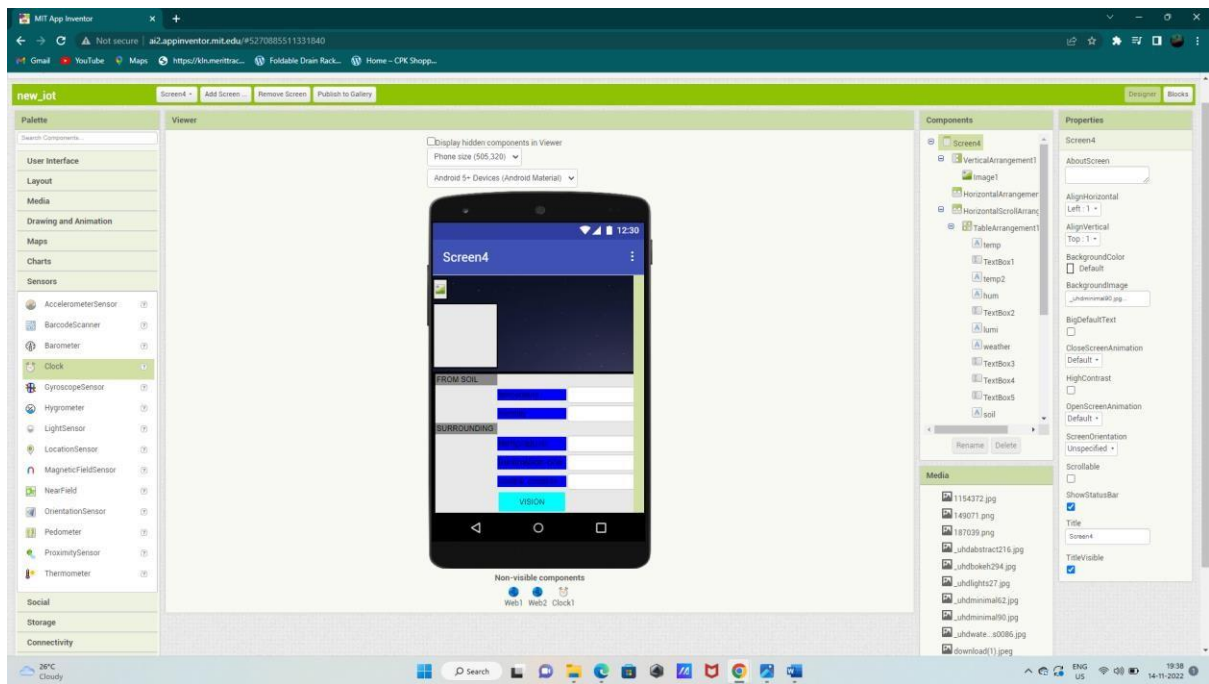 MIT App Inventor
Not secure | ai2.appinventor.mit.edu/#5270885511331840
Gmail YouTube Maps https://kln.merittrac... Foldable Drain Rack... Home – CPK Shopp...
new_iot Screen4 Add Screen ... Remove Screen Publish to Gallery Designer Blocks
Palette
Search Components...
User Interface
Layout
Media
Drawing and Animation
Maps
Charts
Sensors
AccelerometerSensor
BarcodeScanner
Barometer
Clock
GyroscopeSensor
Hygrometer
LightSensor
LocationSensor
MagneticFieldSensor
NearField
OrientationSensor
Pedometer
ProximitySensor
Thermometer
Social
Storage
Connectivity
Viewer
Display hidden components in Viewer
Phone size (505,320)
Android 5+ Devices (Android Material)
12:30
Screen4
FROM SOIL
SURROUNDING
VISION
Non-visible components
Web1 Web2 Clock1
Components
Screen4
VerticalArrangement1
Image1
HorizontalArrangemer
HorizontalScrollArrang
TableArrangement1
temp
TextBox1
temp2
hum
TextBox2
lumi
weather
TextBox3
TextBox4
TextBox5
soil
Rename Delete
Media
1154372.jpg
149071.png
187039.png
_uhdabstract216.jpg
_uhdbokeh294.jpg
_uhdlights27.jpg
_uhdminimal62.jpg
_uhdminimal90.jpg
_uhdwate...s0086.jpg
download(1).jpeg
Properties
Screen4
AboutScreen
AlignHorizontal
Left : 1
AlignVertical
Top : 1
BackgroundColor
Default
BackgroundImage
_uhdminimal90.jpg...
BigDefaultText
CloseScreenAnimation
Default
HighContrast
OpenScreenAnimation
Default
ScreenOrientation
Unspecified
Scrollable
ShowStatusBar
Title
Screen4
TitleVisible
26°C
Cloudy
Search
ENG
US
19:38
14-11-2022